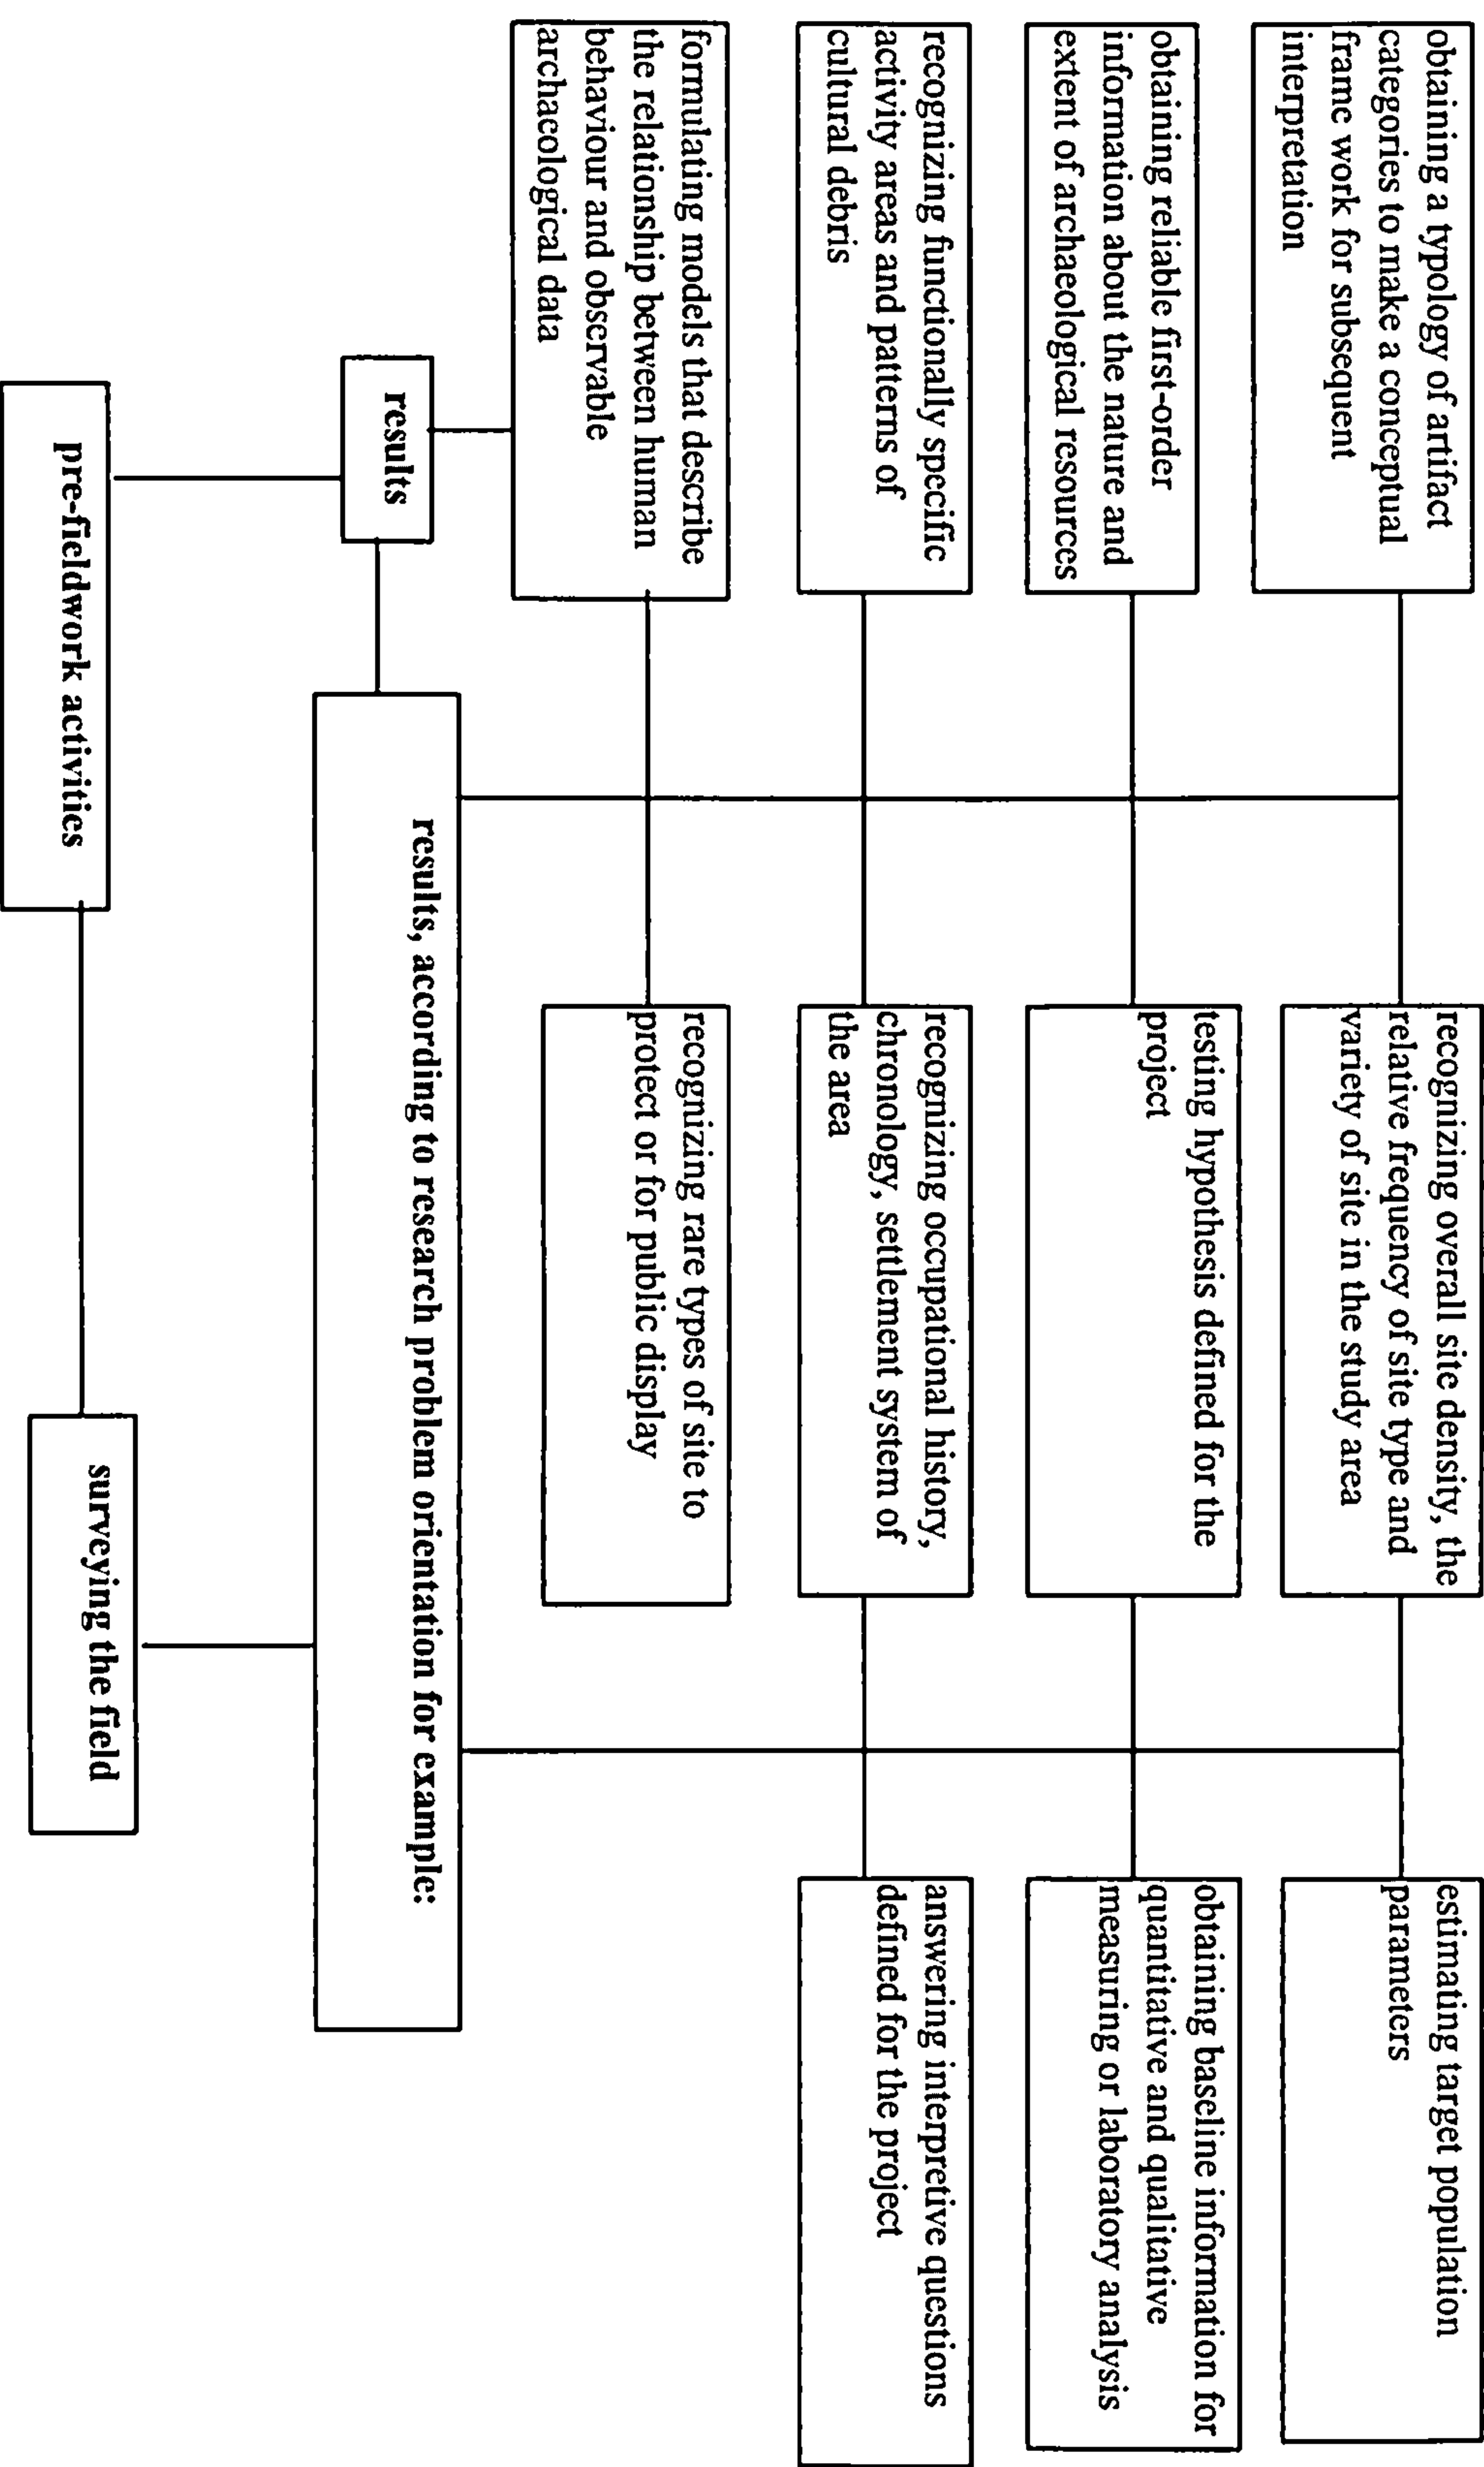 obtaining a typology of artifact
categories to make a conceptual
frame work for subsequent
interpretation
recognizing overall site density, the
relative frequency of site type and
variety of site in the study area
estimating target population
parameters
obtaining reliable first-order
information about the nature and
extent of archaeological resources
testing hypothesis defined for the
project
obtaining baseline information for
quantitative and qualitative
measuring or laboratory analysis
recognizing functionally specific
activity areas and patterns of
cultural debris
recognizing occupational history,
chronology, settlement system of
the area
answering interpretive questions
defined for the project
formulating models that describe
the relationship between human
behaviour and observable
archaeological data
recognizing rare types of site to
protect or for public display
results
results, according to research problem orientation for example:
pre-fieldwork activities
surveying the field